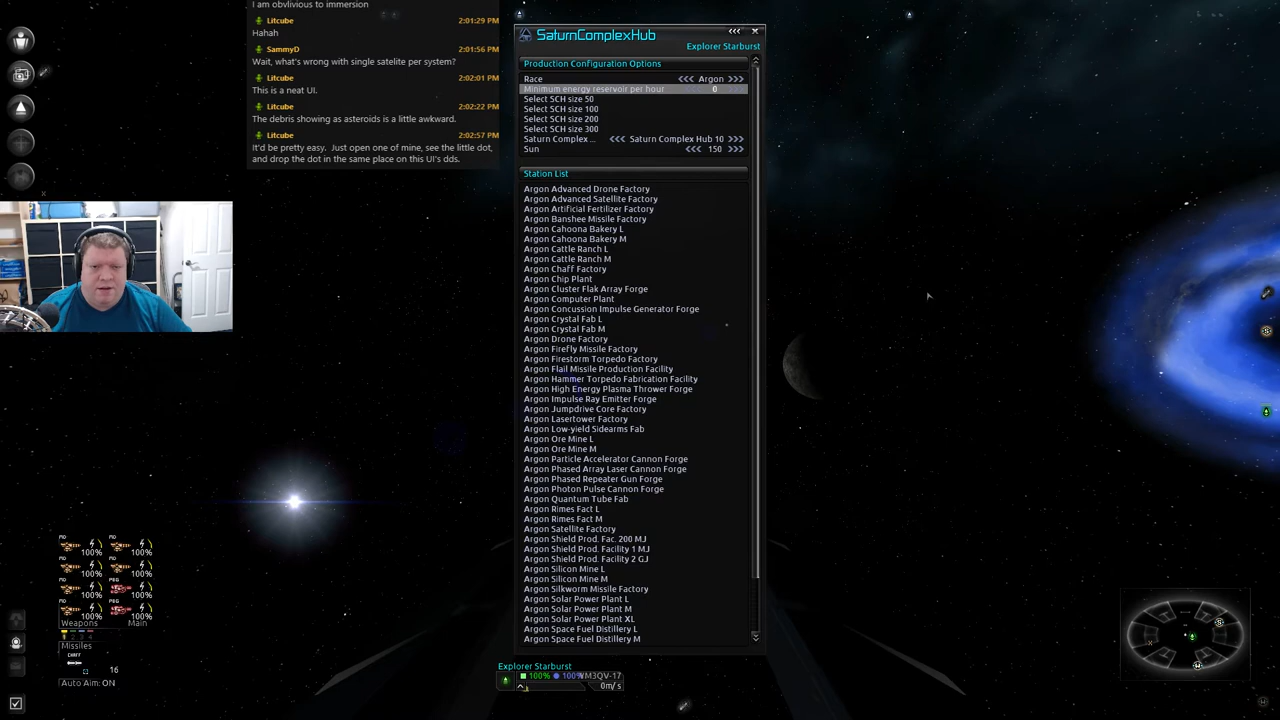 I am obvlivious to immersion
Litcube 2:01:29 PM
Hahah
SammyD 2:01:56 PM
Wait, what's wrong with single satelite per system?
Litcube 2:02:01 PM
This is a neat UI.
Litcube 2:02:22 PM
The debris showing as asteroids is a little awkward.
Litcube 2:02:57 PM
It'd be pretty easy. Just open one of mine, see the little dot,
and drop the dot in the same place on this UI's dds.
SaturnComplexHub
Explorer Starburst
Production Configuration Options
Race Argon
Minimum energy reservoir per hour 0
Select SCH size 50
Select SCH size 100
Select SCH size 200
Select SCH size 300
Saturn Complex ... Saturn Complex Hub 10
Sun 150
Station List
Argon Advanced Drone Factory
Argon Advanced Satellite Factory
Argon Artificial Fertilizer Factory
Argon Banshee Missile Factory
Argon Cahoona Bakery L
Argon Cahoona Bakery M
Argon Cattle Ranch L
Argon Cattle Ranch M
Argon Chaff Factory
Argon Chip Plant
Argon Cluster Flak Array Forge
Argon Computer Plant
Argon Concussion Impulse Generator Forge
Argon Crystal Fab L
Argon Crystal Fab M
Argon Drone Factory
Argon Firefly Missile Factory
Argon Firestorm Torpedo Factory
Argon Flail Missile Production Facility
Argon Hammer Torpedo Fabrication Facility
Argon High Energy Plasma Thrower Forge
Argon Impulse Ray Emitter Forge
Argon Jumpdrive Core Factory
Argon Lasertower Factory
Argon Low-yield Sidearms Fab
Argon Ore Mine L
Argon Ore Mine M
Argon Particle Accelerator Cannon Forge
Argon Phased Array Laser Cannon Forge
Argon Phased Repeater Gun Forge
Argon Photon Pulse Cannon Forge
Argon Quantum Tube Fab
Argon Rimes Fact L
Argon Rimes Fact M
Argon Satellite Factory
Argon Shield Prod. Fac. 200 MJ
Argon Shield Prod. Facility 1 MJ
Argon Shield Prod. Facility 2 GJ
Argon Silicon Mine L
Argon Silicon Mine M
Argon Silkworm Missile Factory
Argon Solar Power Plant L
Argon Solar Power Plant M
Argon Solar Power Plant XL
Argon Space Fuel Distillery L
Argon Space Fuel Distillery M
100% 100%
100% 100%
100% 100%
100% 100%
Weapons Main
Missiles
CHAFF
16
Auto Aim: ON
Explorer Starburst
100% 100% M3QV-17
0m/s